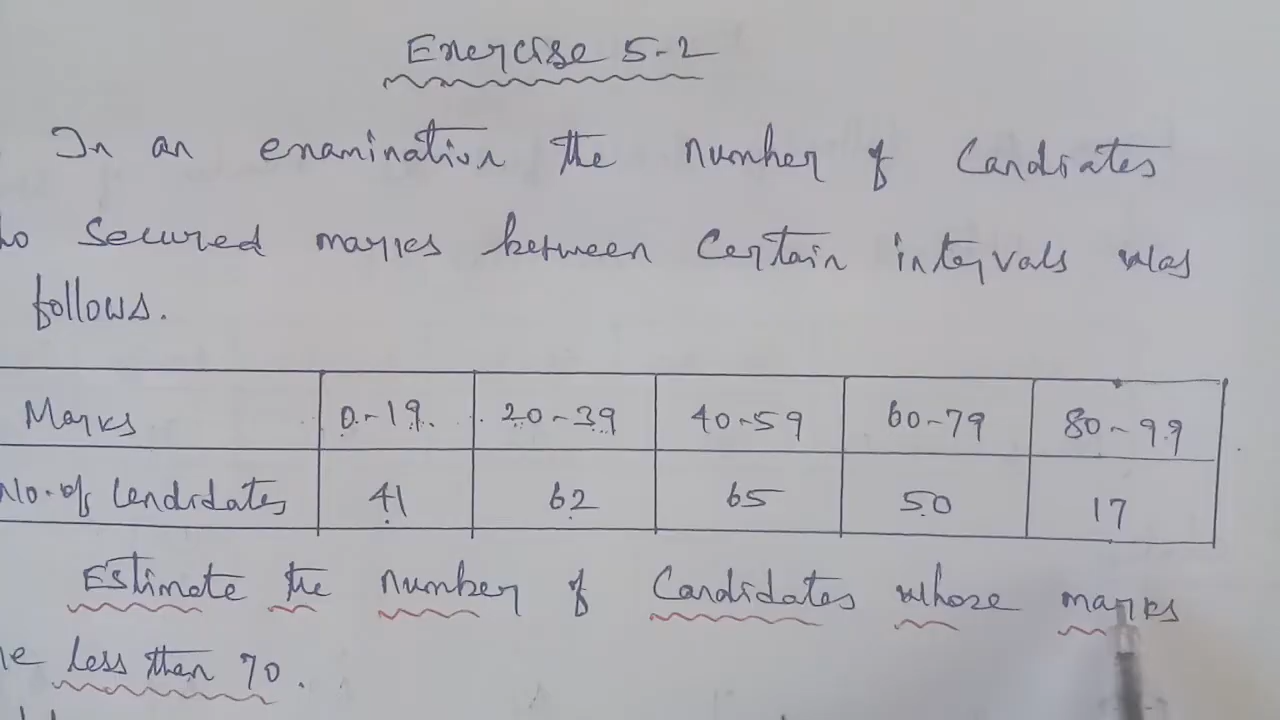 Exercise 5-2
In an examination the number of Candiates
secured marks between Certain intervals was
follows.
Marks 0-19. 20-39 40-59 60-79 80-99
No. of Candidates 41 62 65 50 17
Estimate the number of Candidates whose marks
less than 70.